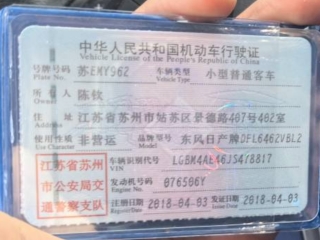 中华人民共和国机动车行驶证
Vehicle License of the People's Republic of China
号牌号码 苏EMY962 车辆类型 小型普通客车
Plate No. Vehicle Type
所有人 陈钦
Owner
住址 江苏省苏州市姑苏区景德路407号402室
Address
使用性质 非营运 品牌型号 东风日产牌DFL6462VBL2
Use Character Model
江苏省苏州 车辆识别代号 LGBM4AE46JS478817
VIN
市公安局交 发动机号码 076506Y
Engine No.
通警察支队 注册日期 2018-04-03 发证日期 2018-04-03
Register Date Issue Date